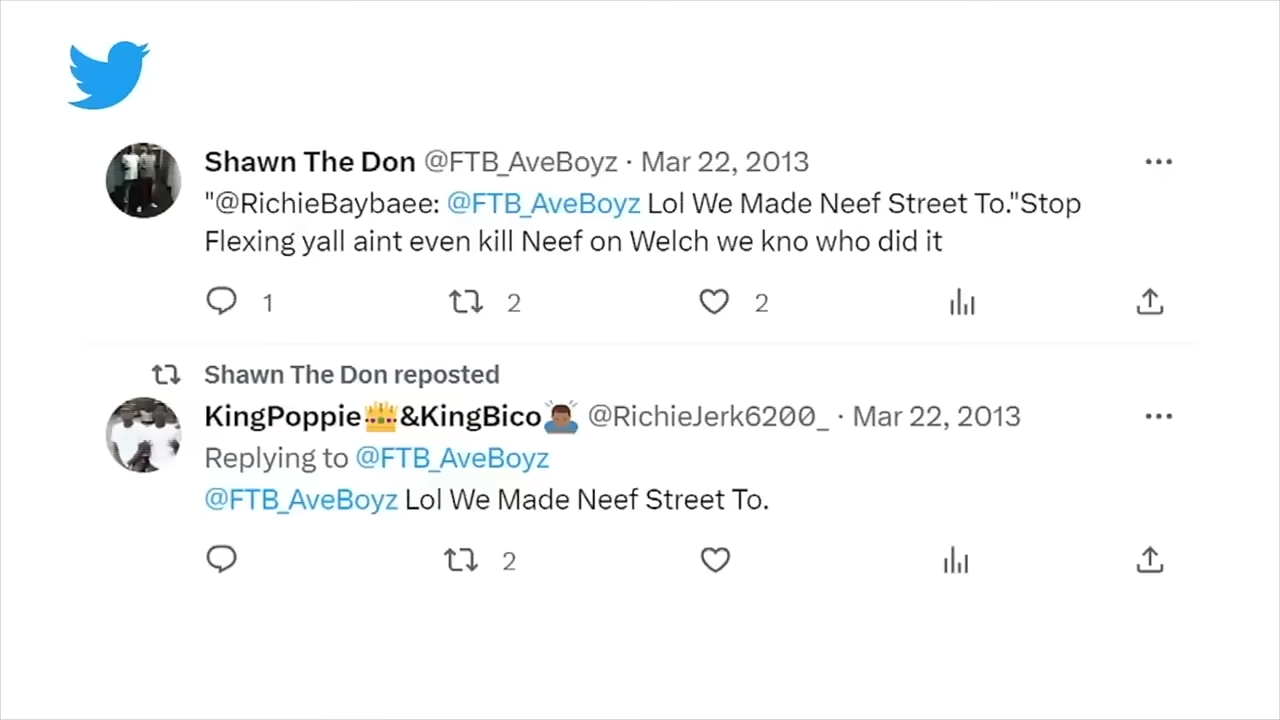 Shawn The Don @FTB_AveBoyz · Mar 22, 2013
"@RichieBaybaee: @FTB_AveBoyz Lol We Made Neef Street To."Stop
Flexing yall aint even kill Neef on Welch we kno who did it
1 2 2
Shawn The Don reposted
KingPoppie👑&KingBico🙇🏾 @RichieJerk6200_ · Mar 22, 2013
Replying to @FTB_AveBoyz
@FTB_AveBoyz Lol We Made Neef Street To.
2